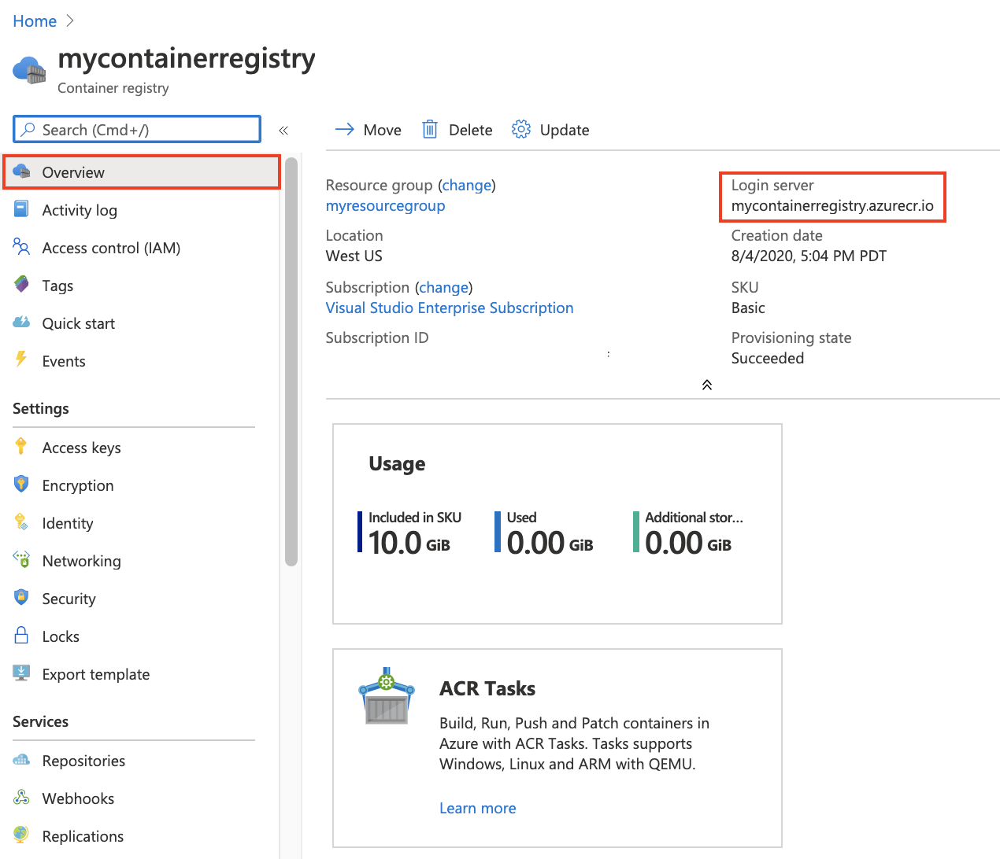 Home
mycontainerregistry
Container registry
Search (Cmd+/)
«
Move
Delete
Update
Overview
Activity log
Access control (IAM)
Tags
Quick start
Events
Settings
Access keys
Encryption
Identity
Networking
Security
Locks
Export template
Services
Repositories
Webhooks
Replications
Resource group (change)
myresourcegroup
Location
West US
Subscription (change)
Visual Studio Enterprise Subscription
Subscription ID
:
Login server
mycontainerregistry.azurecr.io
Creation date
8/4/2020, 5:04 PM PDT
SKU
Basic
Provisioning state
Succeeded
Usage
Included in SKU
10.0 GiB
Used
0.00 GiB
Additional stor...
0.00 GiB
ACR Tasks
Build, Run, Push and Patch containers in
Azure with ACR Tasks. Tasks supports
Windows, Linux and ARM with QEMU.
Learn more